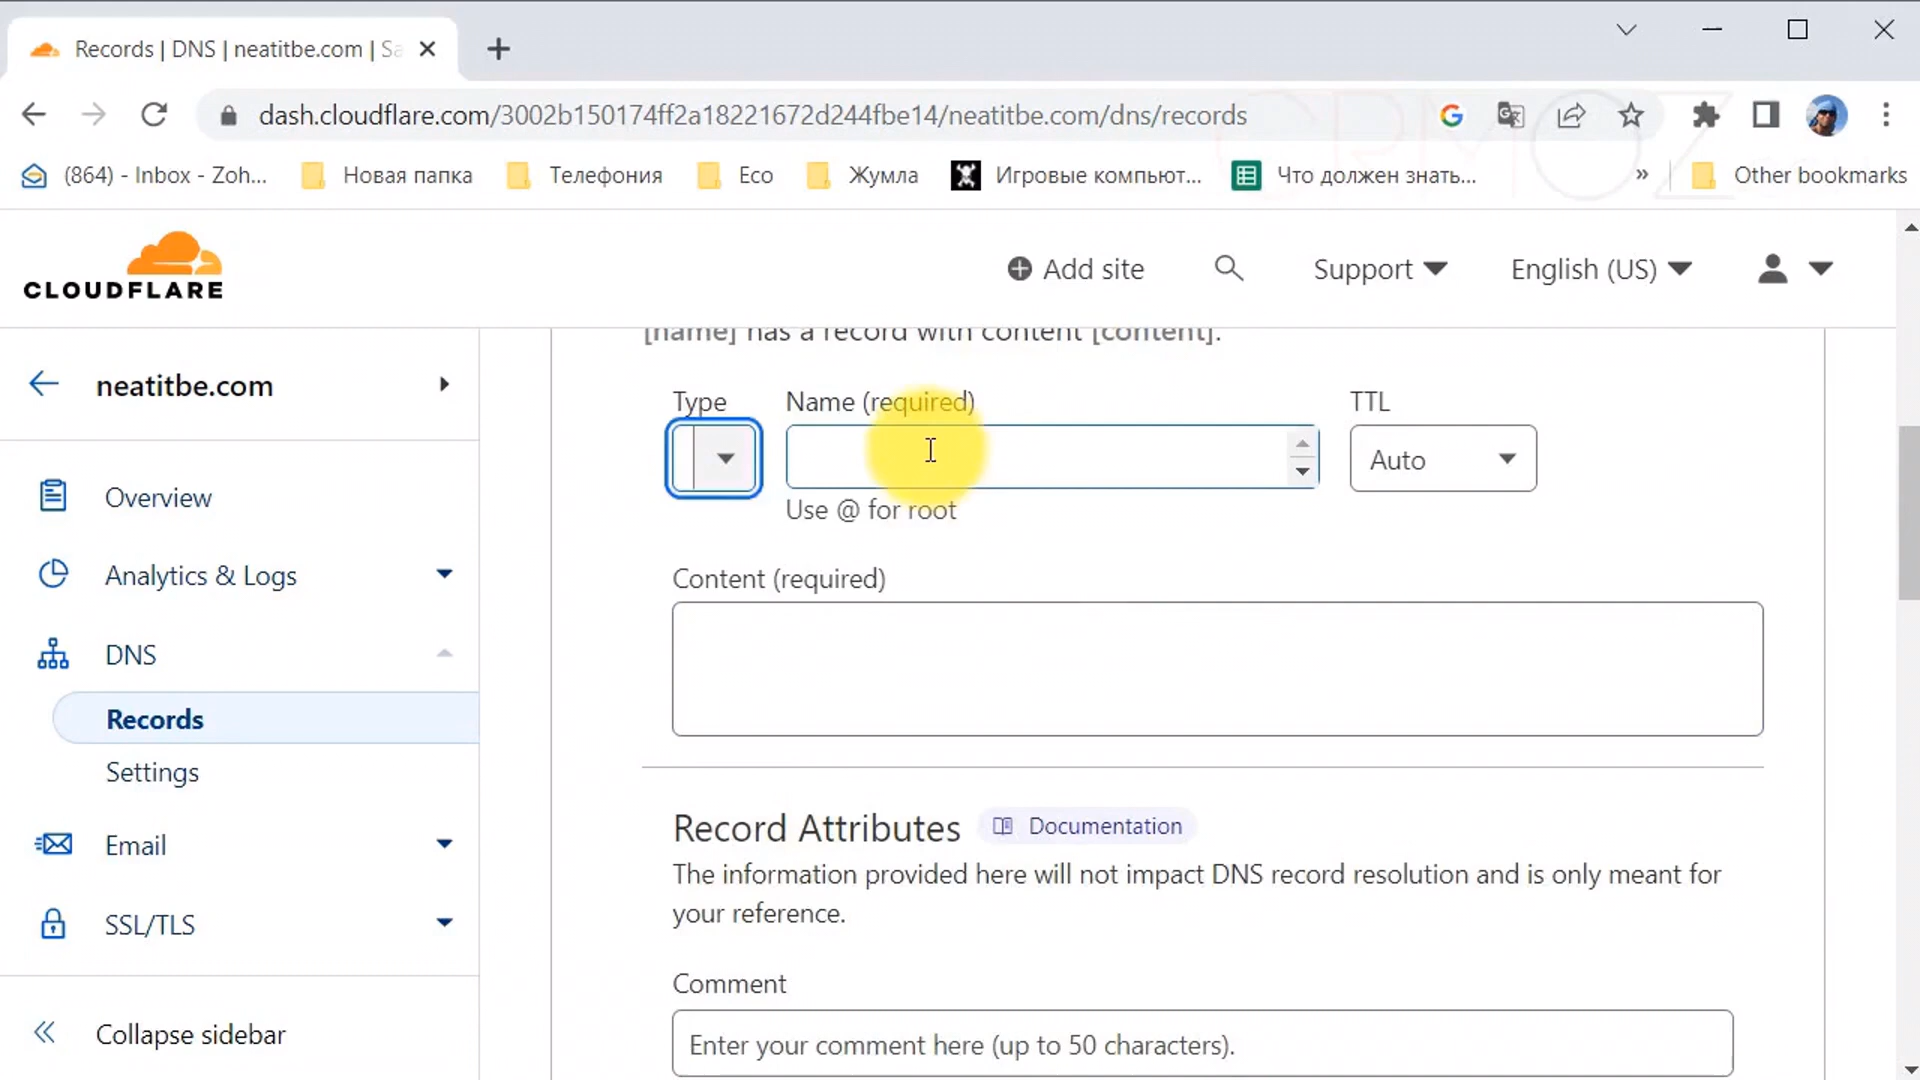 Records | DNS | neatitbe.com | Sa
dash.cloudflare.com/3002b150174ff2a18221672d244fbe14/neatitbe.com/dns/records
(864) - Inbox - Zoh...
Новая папка
Телефония
Eco
Жумла
Игровые компьют...
Что должен знать...
»
Other bookmarks
CLOUDFLARE
Add site
Support
English (US)
[name] has a record with content [content].
neatitbe.com
Type
Name (required)
TTL
Auto
Use @ for root
Overview
Content (required)
Analytics & Logs
DNS
Records
Settings
Record Attributes
Documentation
Email
The information provided here will not impact DNS record resolution and is only meant for
your reference.
SSL/TLS
Comment
Collapse sidebar
Enter your comment here (up to 50 characters).